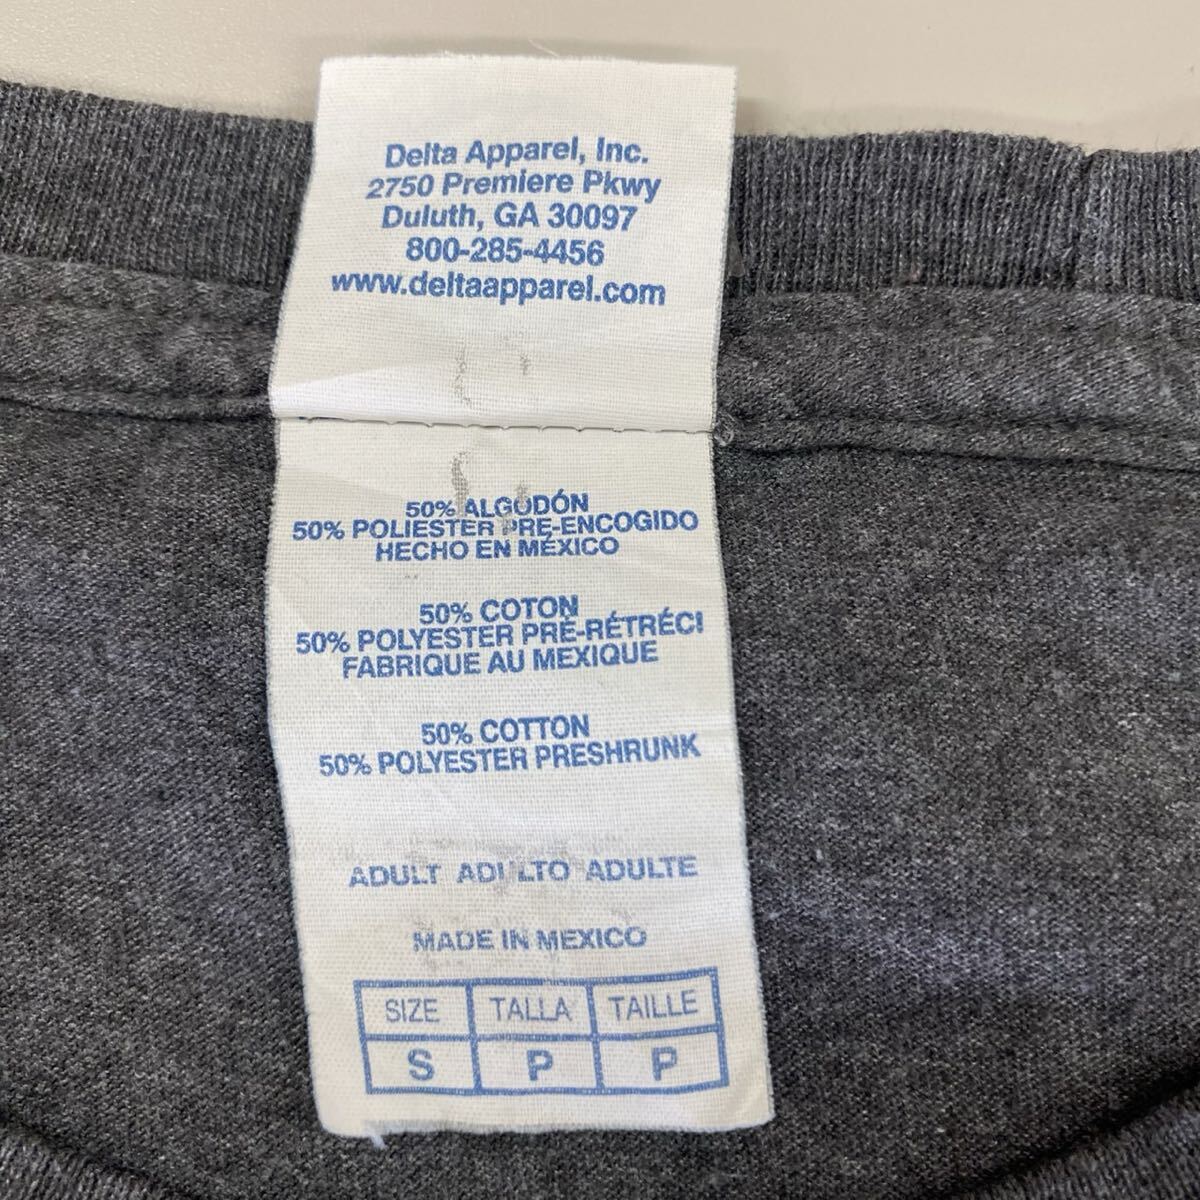 Delta Apparel, Inc.
2750 Premiere Pkwy
Duluth, GA 30097
800-285-4456
www.deltaapparel.com
50% ALGODÓN
50% POLIESTER PRE-ENCOGIDO
HECHO EN MÉXICO
50% COTON
50% POLYESTER PRÉ-RÉTRÉCI
FABRIQUE AU MEXIQUE
50% COTTON
50% POLYESTER PRESHRUNK
ADULT ADULTO ADULTE
MADE IN MEXICO
SIZE TALLA TAILLE
S P P